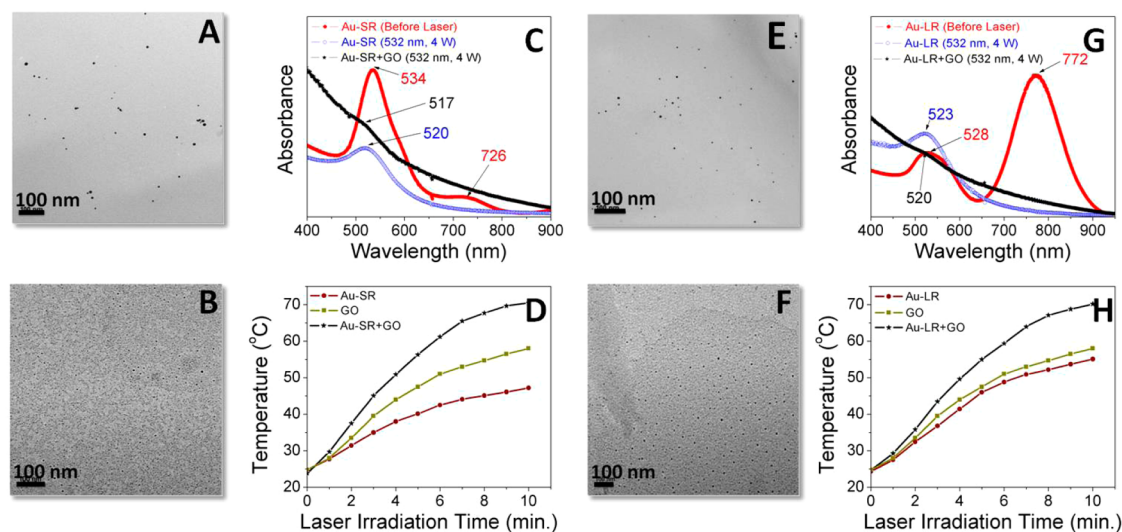 A
100 nm
C
Au-SR (Before Laser)
Au-SR (532 nm, 4 W)
Au-SR+GO (532 nm, 4 W)
534
517
520
726
Absorbance
400 500 600 700 800 900
Wavelength (nm)
E
100 nm
G
Au-LR (Before Laser)
Au-LR (532 nm, 4 W)
Au-LR+GO (532 nm, 4 W)
772
523
528
520
Absorbance
400 500 600 700 800 900
Wavelength (nm)
B
100 nm
D
Au-SR
GO
Au-SR+GO
Temperature (°C)
70
60
50
40
30
20
0 2 4 6 8 10
Laser Irradiation Time (min.)
F
100 nm
H
Au-LR
GO
Au-LR+GO
Temperature (°C)
70
60
50
40
30
20
0 2 4 6 8 10
Laser Irradiation Time (min.)